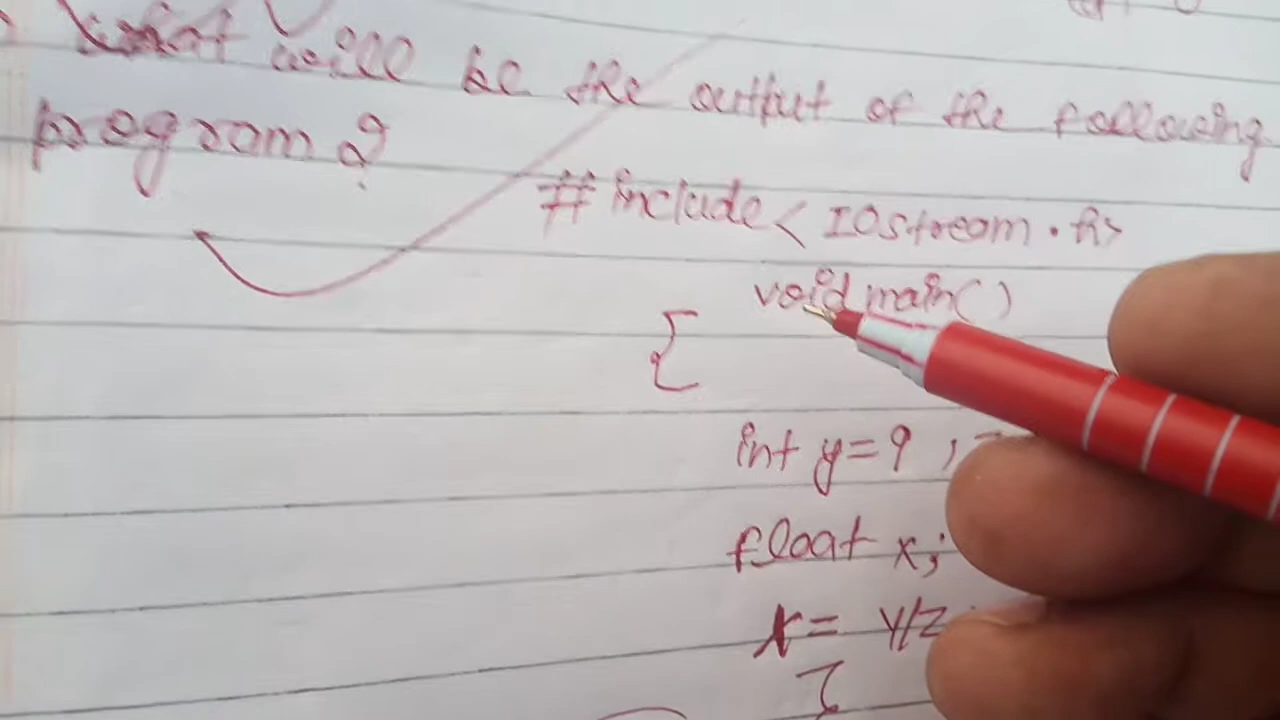 What will be the output of the following
program?
#include<IOstream.h>
void main()
{
int y=9,
float x;
x= y/z